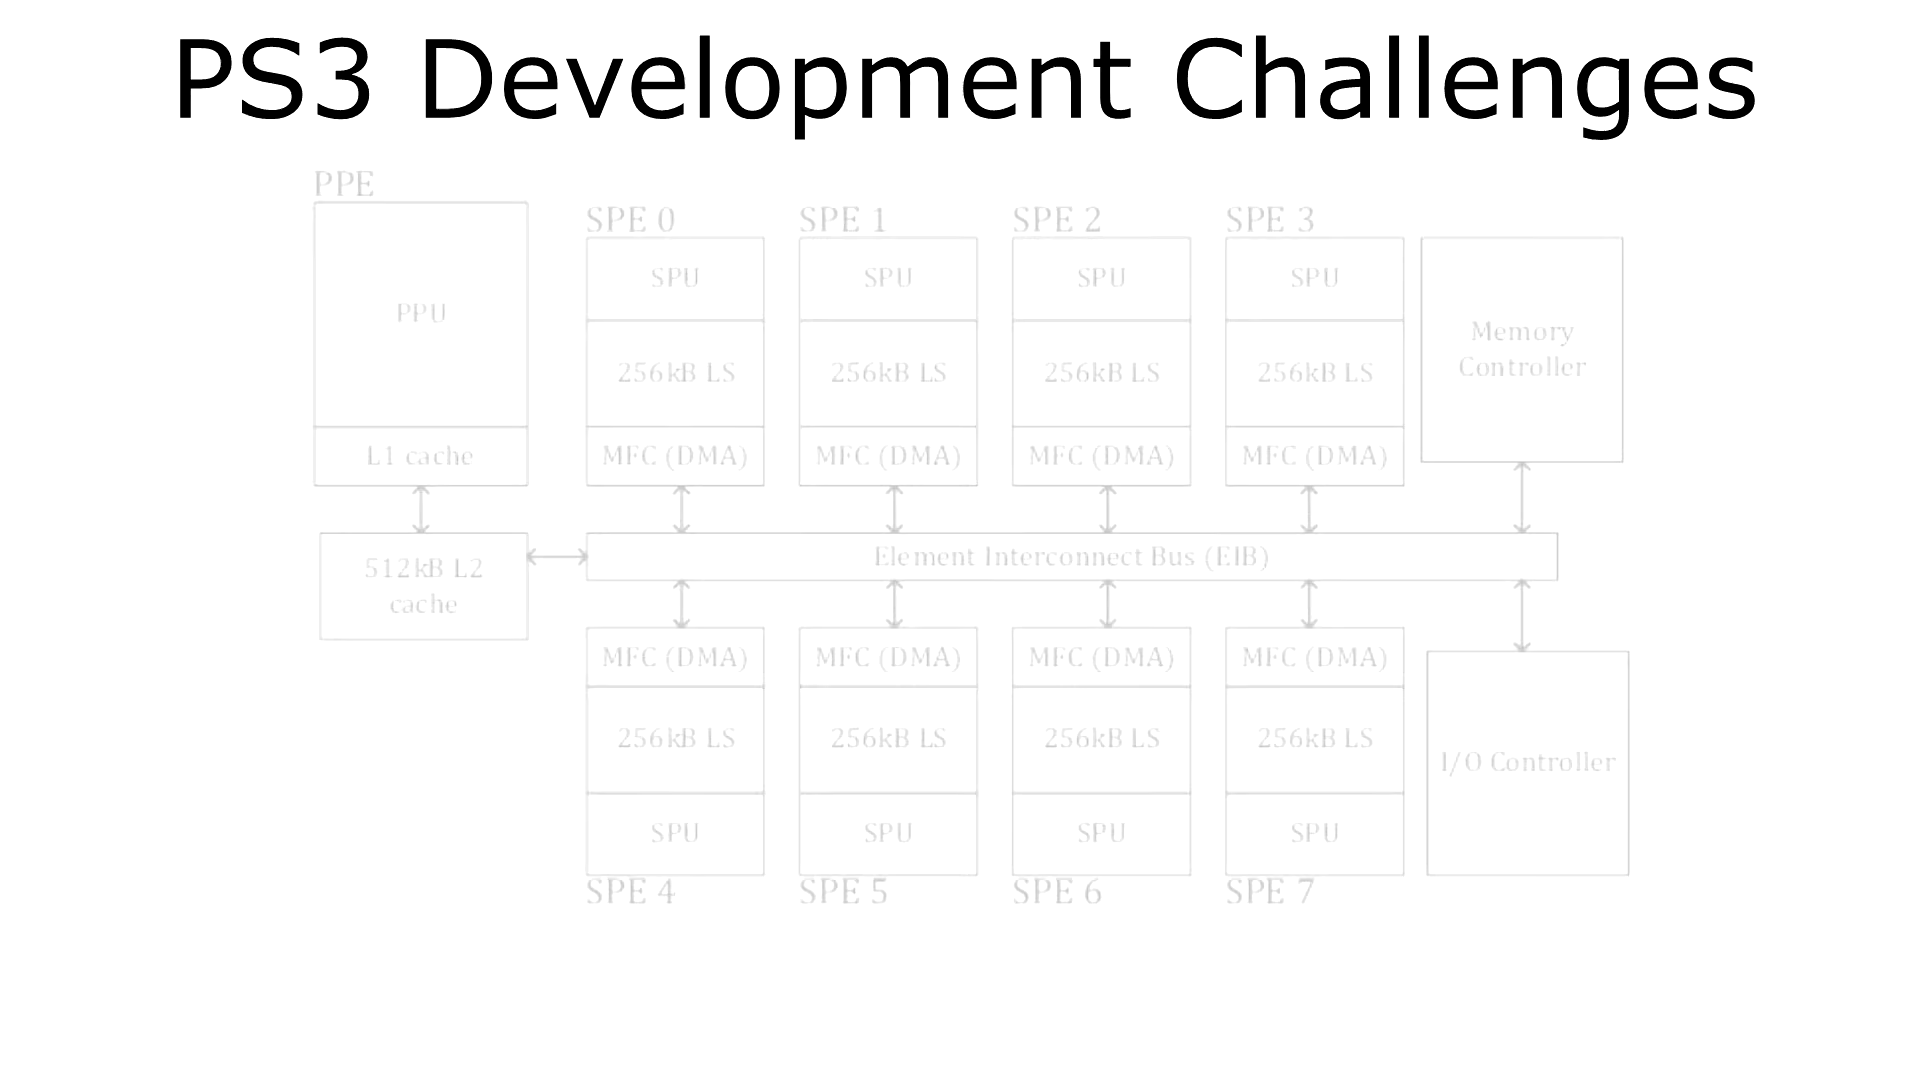 PS3 Development Challenges
PPE
SPE 0
SPE 1
SPE 2
SPE 3
PPU
L1 cache
512kB L2
cache
SPU
256kB LS
MFC (DMA)
SPU
256kB LS
MFC (DMA)
SPU
256kB LS
MFC (DMA)
SPU
256kB LS
MFC (DMA)
Memory
Controller
Element Interconnect Bus (EIB)
MFC (DMA)
256kB LS
SPU
MFC (DMA)
256kB LS
SPU
MFC (DMA)
256kB LS
SPU
MFC (DMA)
256kB LS
SPU
I/O Controller
SPE 4
SPE 5
SPE 6
SPE 7